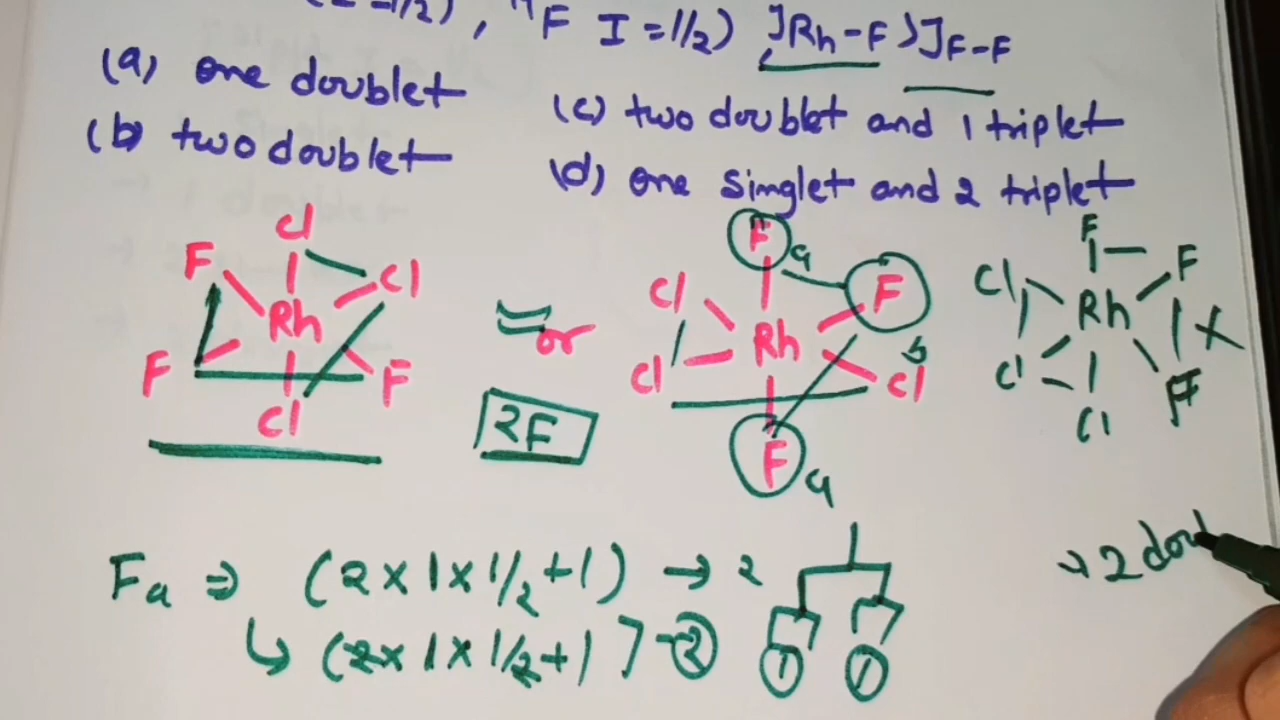 , ¹⁹F I = 1/2) JRh-F > JF-F
(a) one doublet
(b) two doublet
(c) two doublet and 1 triplet
(d) one Singlet and 2 triplet
Cl
F Cl
Rh
F F
Cl
or
2F
F a
Cl F
Rh b
Cl Cl
F a
F
Cl F
Rh X
Cl F
Cl
Fa ⇒ (2×1×1/2+1) → 2
↳ (2×1×1/2+1) → 2
1 1
→ 2 dou